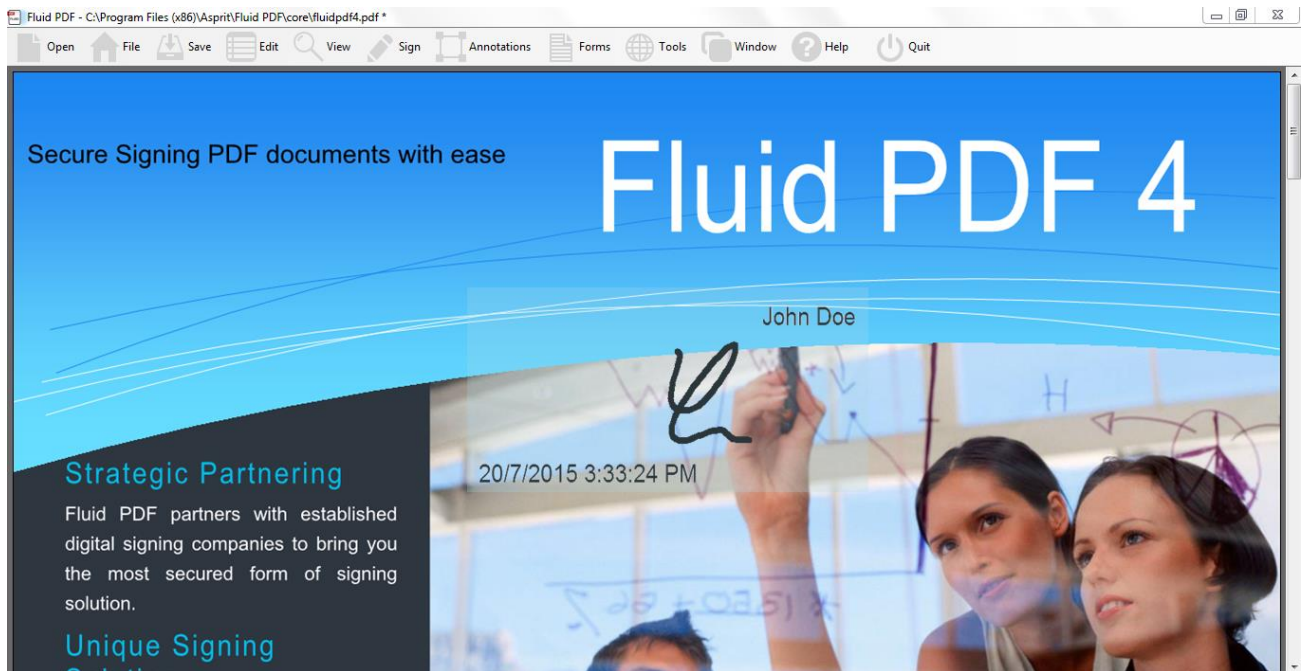 Fluid PDF - C:\Program Files (x86)\Asprit\Fluid PDF\core\fluidpdf4.pdf *
Open File Save Edit View Sign Annotations Forms Tools Window Help Quit
Secure Signing PDF documents with ease
Fluid PDF 4
John Doe
20/7/2015 3:33:24 PM
H
Strategic Partnering
Fluid PDF partners with established
digital signing companies to bring you
the most secured form of signing
solution.
Unique Signing